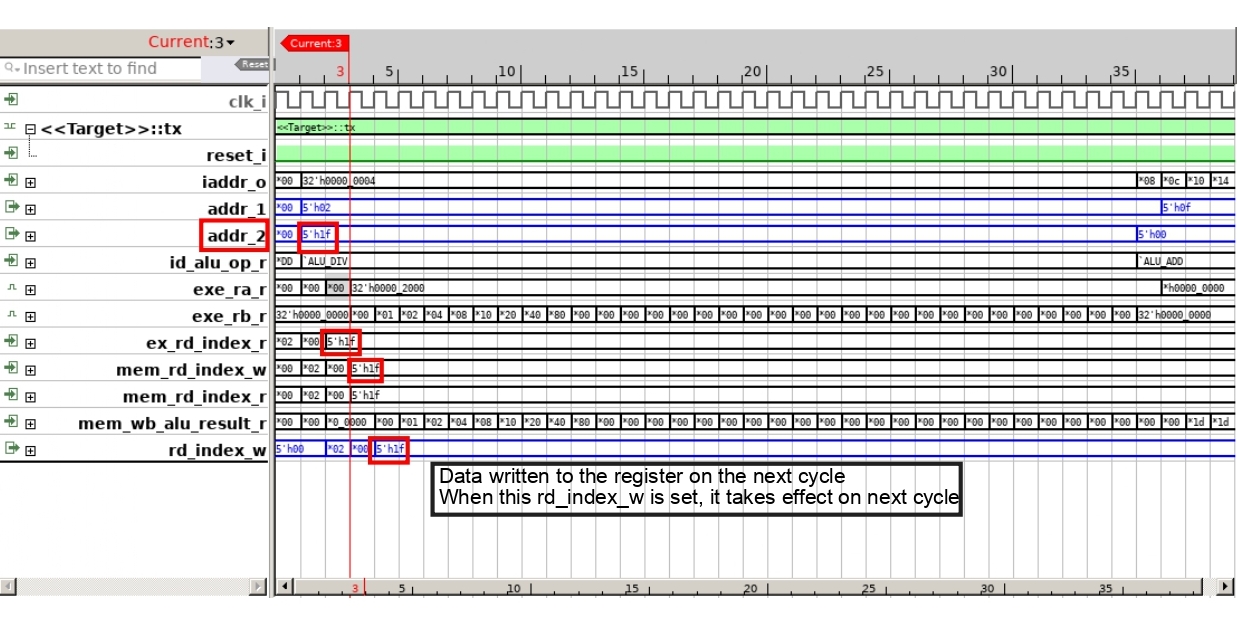 Current:3
Current:3
Insert text to find
Reset
3 5 10 15 20 25 30 35
clk_i
<<Target>>::tx <<Target>>::tx
reset_i
iaddr_o *00 32'h0000_0004 *08 *0c *10 *14
addr_1 *00 5'h02 5'h0f
addr_2 *00 5'h1f 5'h00
id_alu_op_r *DD `ALU_DIV `ALU_ADD
exe_ra_r *00 *00 *00 32'h0000_2000 *h0000_0000
exe_rb_r 32'h0000_0000 *00 *01 *02 *04 *08 *10 *20 *40 *80 *00 *00 *00 *00 *00 *00 *00 *00 *00 *00 *00 *00 *00 *00 *00 *00 *00 *00 *00 *00 *00 *00 *00 32'h0000_0000
ex_rd_index_r *02 *00 5'h1f
mem_rd_index_w *00 *02 *00 5'h1f
mem_rd_index_r *00 *02 *00 5'h1f
mem_wb_alu_result_r *00 *00 *0_0000 *00 *01 *02 *04 *08 *10 *20 *40 *80 *00 *00 *00 *00 *00 *00 *00 *00 *00 *00 *00 *00 *00 *00 *00 *00 *00 *00 *00 *00 *00 *00 *00 *00 *1d *1d
rd_index_w 5'h00 *02 *00 5'h1f
Data written to the register on the next cycle
When this rd_index_w is set, it takes effect on next cycle
3 5 10 15 20 25 30 35